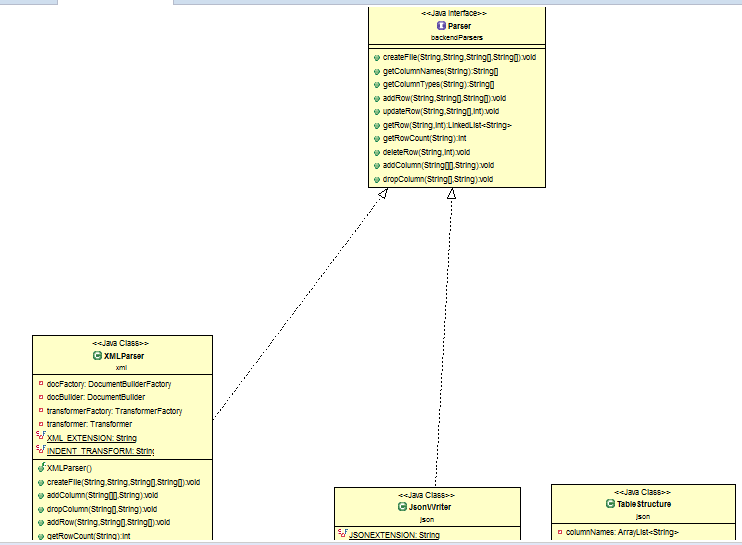 <<Java Interface>>
Parser
backendParsers
createFile(String,String,String[],String[]):void
getColumnNames(String):String[]
getColumnTypes(String):String[]
addRow(String,String[],String[]):void
updateRow(String,String[],int):void
getRow(String,int):LinkedList<String>
getRowCount(String):int
deleteRow(String,int):void
addColumn(String[][],String):void
dropColumn(String[],String):void
<<Java Class>>
XMLParser
xml
docFactory: DocumentBuilderFactory
docBuilder: DocumentBuilder
transformerFactory: TransformerFactory
transformer: Transformer
XML_EXTENSION: String
INDENT_TRANSFORM: String
XMLParser()
createFile(String,String,String[],String[]):void
addColumn(String[][],String):void
dropColumn(String[],String):void
addRow(String,String[],String[]):void
getRowCount(String):int
<<Java Class>>
JsonWriter
json
JSONEXTENSION: String
<<Java Class>>
TableStructure
json
columnNames: ArrayList<String>